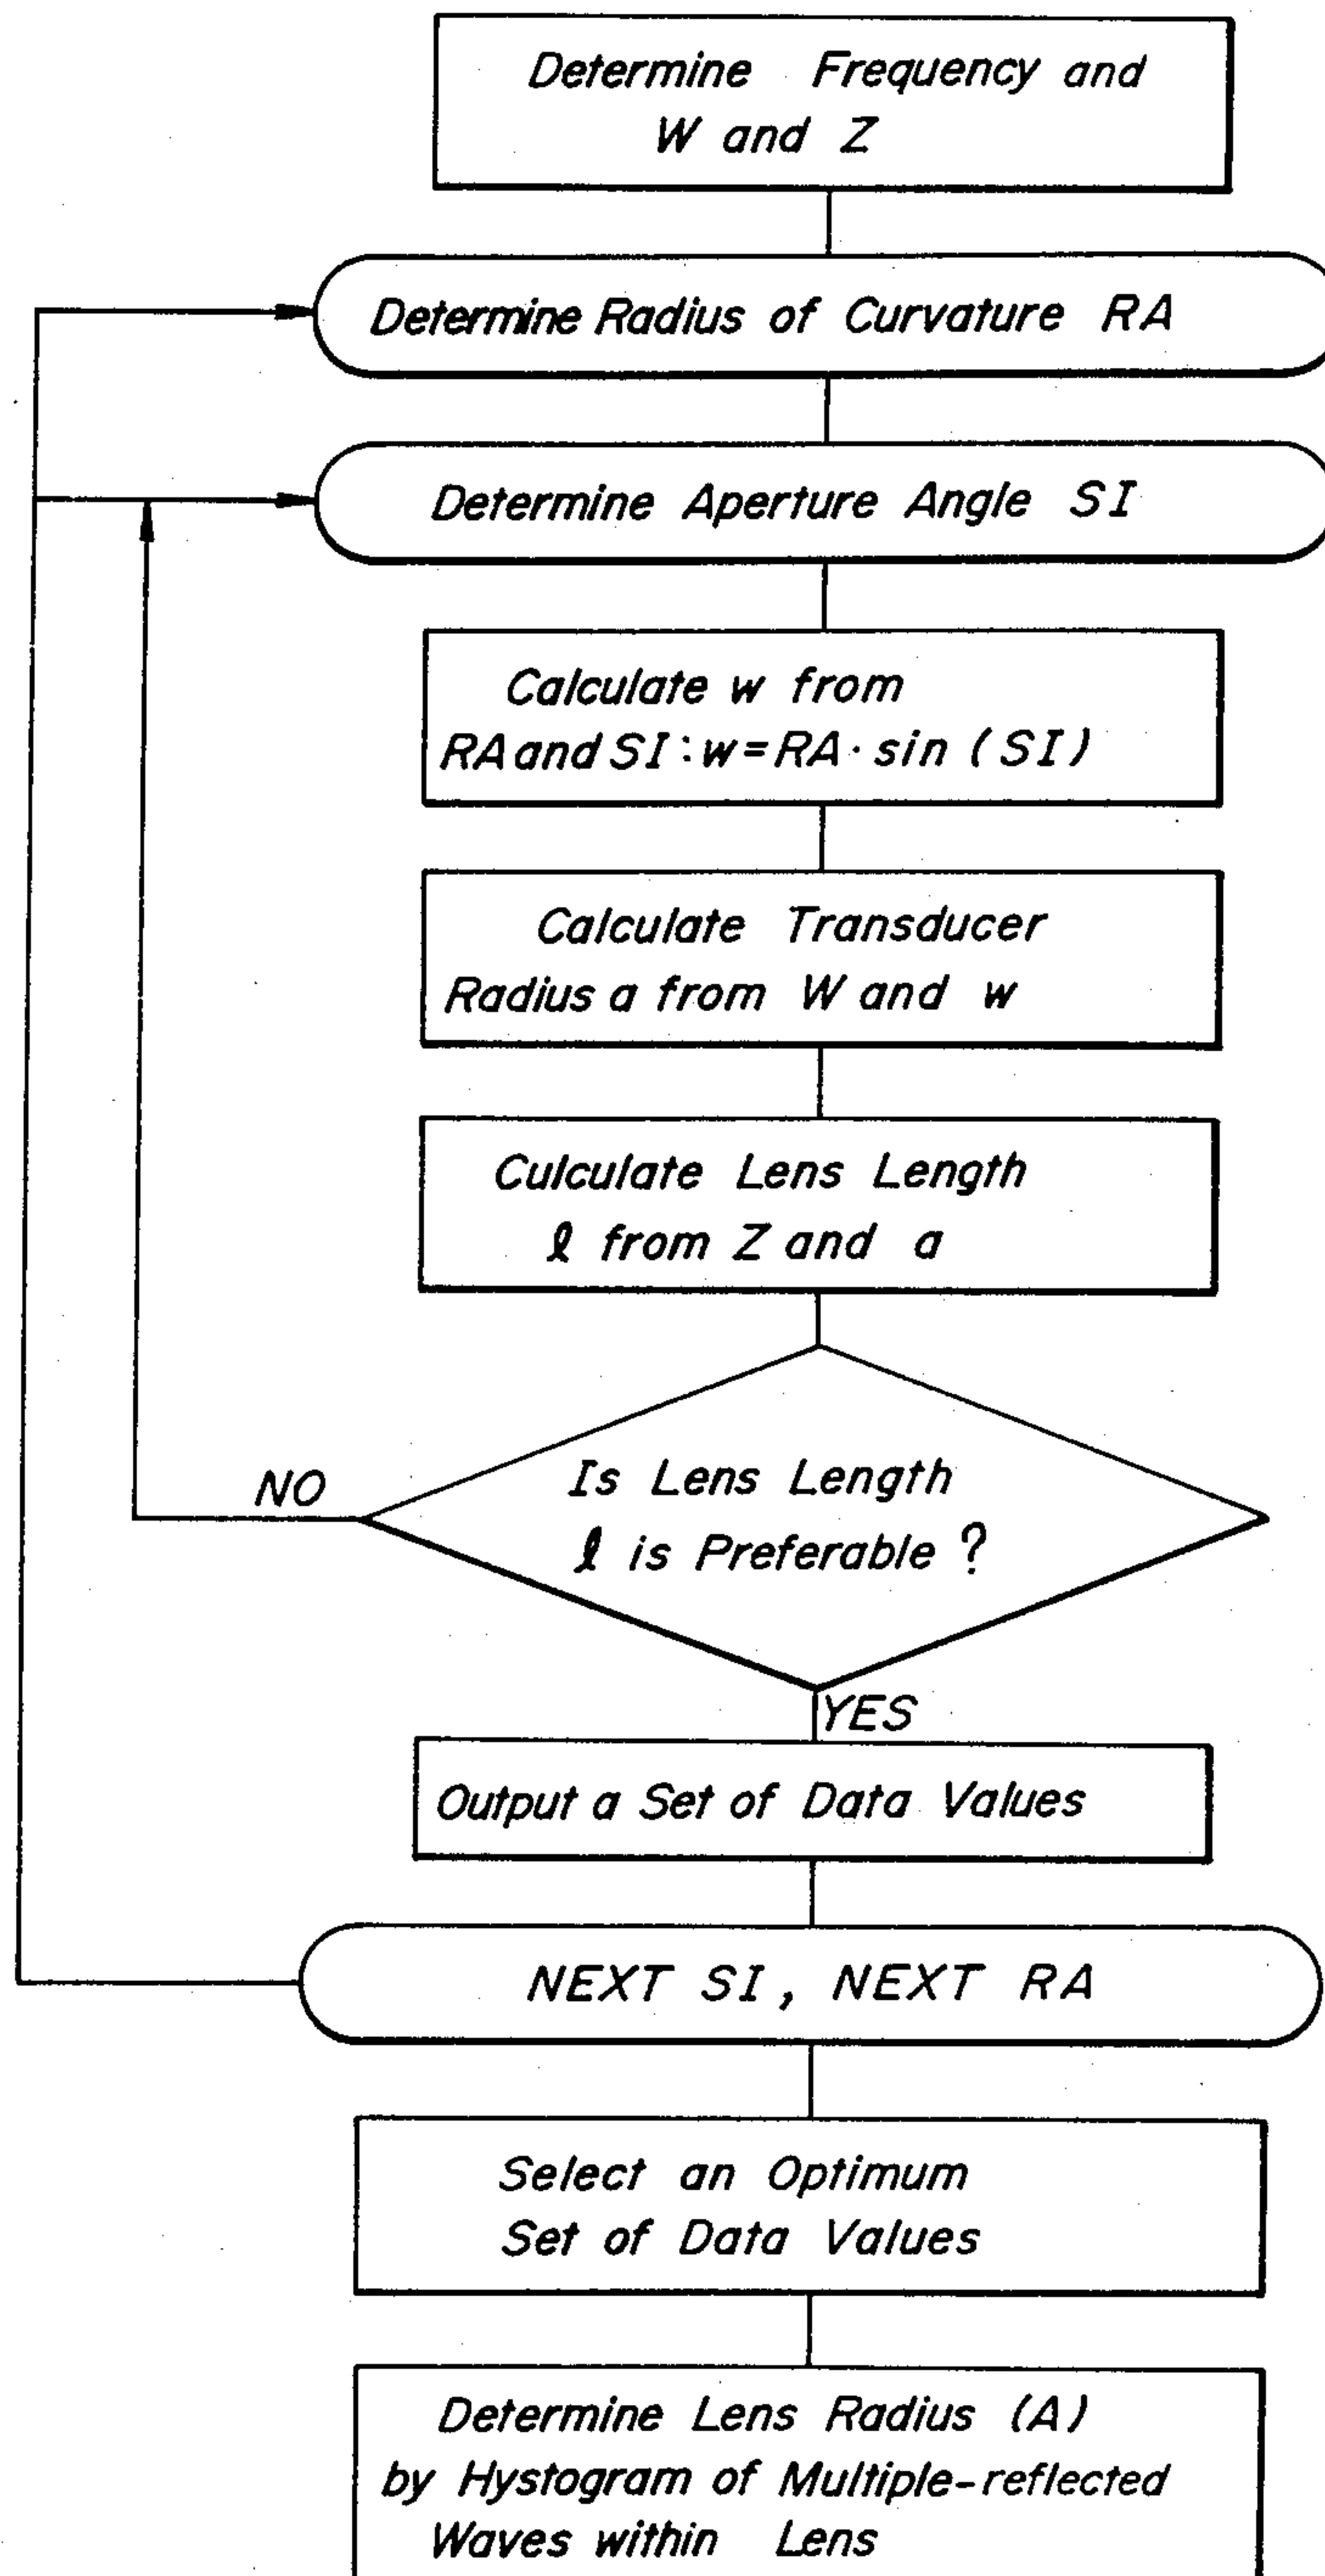 Determine Frequency and
W and Z
Determine Radius of Curvature RA
Determine Aperture Angle SI
Calculate w from
RA and SI : w = RA · sin (SI)
Calculate Transducer
Radius a from W and w
Culculate Lens Length
ℓ from Z and a
Is Lens Length
ℓ is Preferable ?
NO
YES
Output a Set of Data Values
NEXT SI, NEXT RA
Select an Optimum
Set of Data Values
Determine Lens Radius (A)
by Hystogram of Multiple-reflected
Waves within Lens